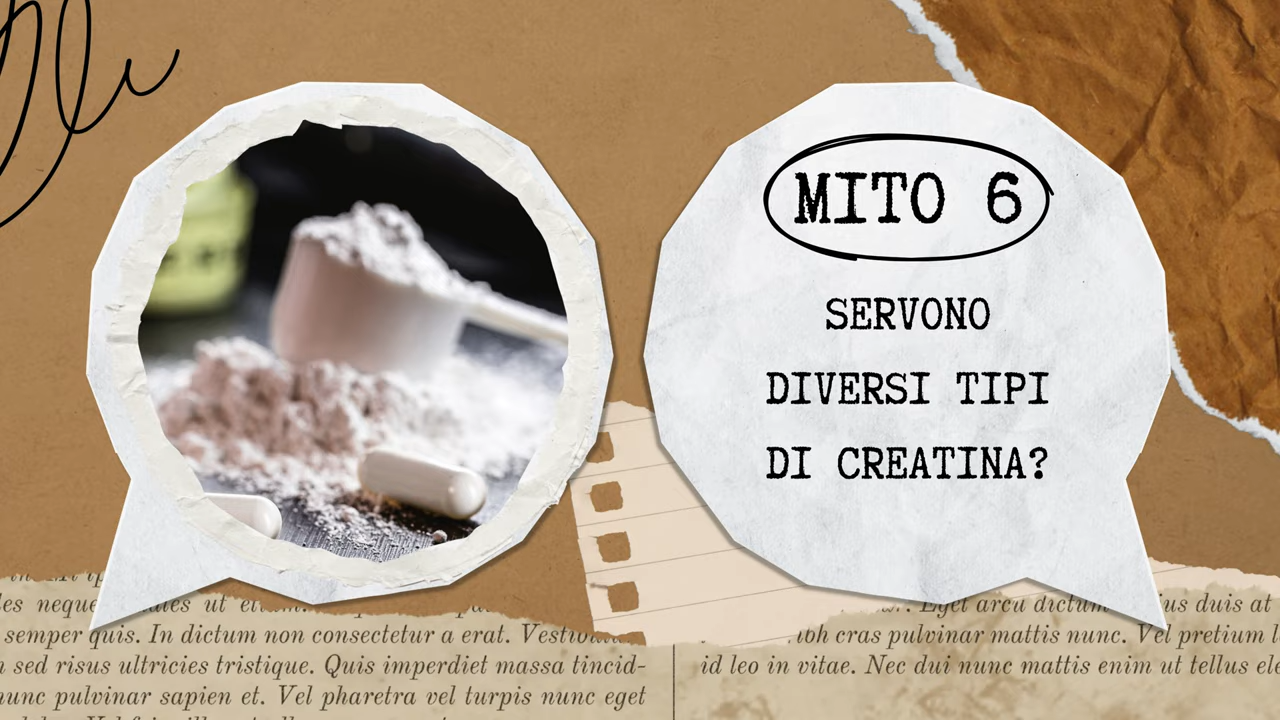 MITO 6
SERVONO
DIVERSI TIPI
DI CREATINA?
neque ut
semper quis. In dictum non consectetur a erat.
sed risus ultricies tristique. Quis imperdiet massa tincid-
nunc pulvinar sapien et. Vel pharetra vel turpis nunc eget
Eget arcu dictum duis at
cras pulvinar mattis nunc. Vel pretium
id leo in vitae. Nec dui nunc mattis enim ut tellus